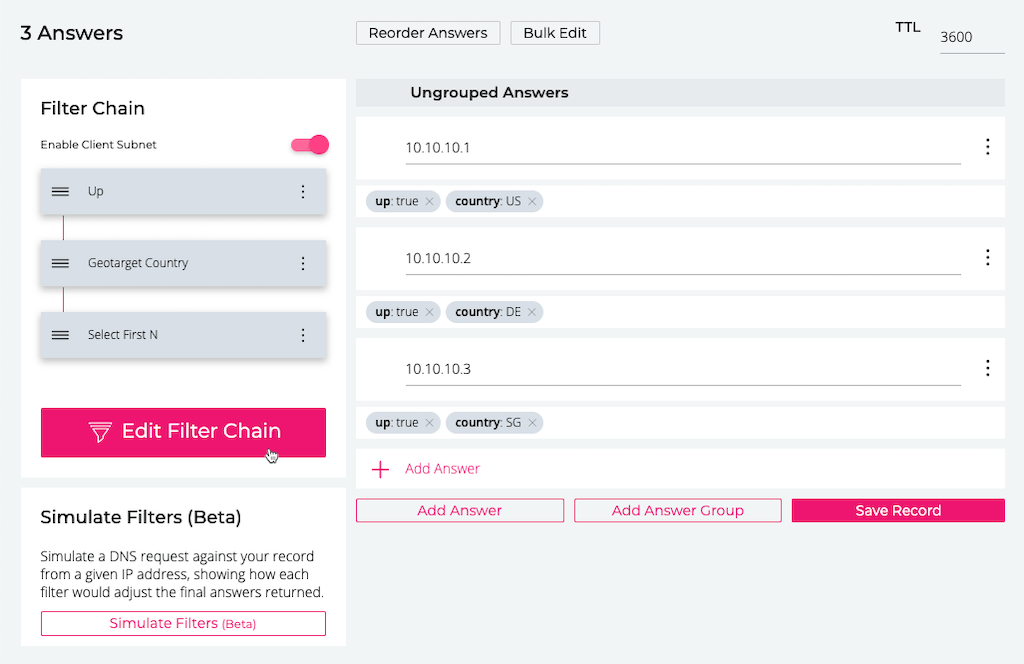 3 Answers
Reorder Answers
Bulk Edit
TTL
3600
Filter Chain
Enable Client Subnet
Up
Geotarget Country
Select First N
Edit Filter Chain
Simulate Filters (Beta)
Simulate a DNS request against your record
from a given IP address, showing how each
filter would adjust the final answers returned.
Simulate Filters (Beta)
Ungrouped Answers
10.10.10.1
up: true
country: US
10.10.10.2
up: true
country: DE
10.10.10.3
up: true
country: SG
Add Answer
Add Answer
Add Answer Group
Save Record